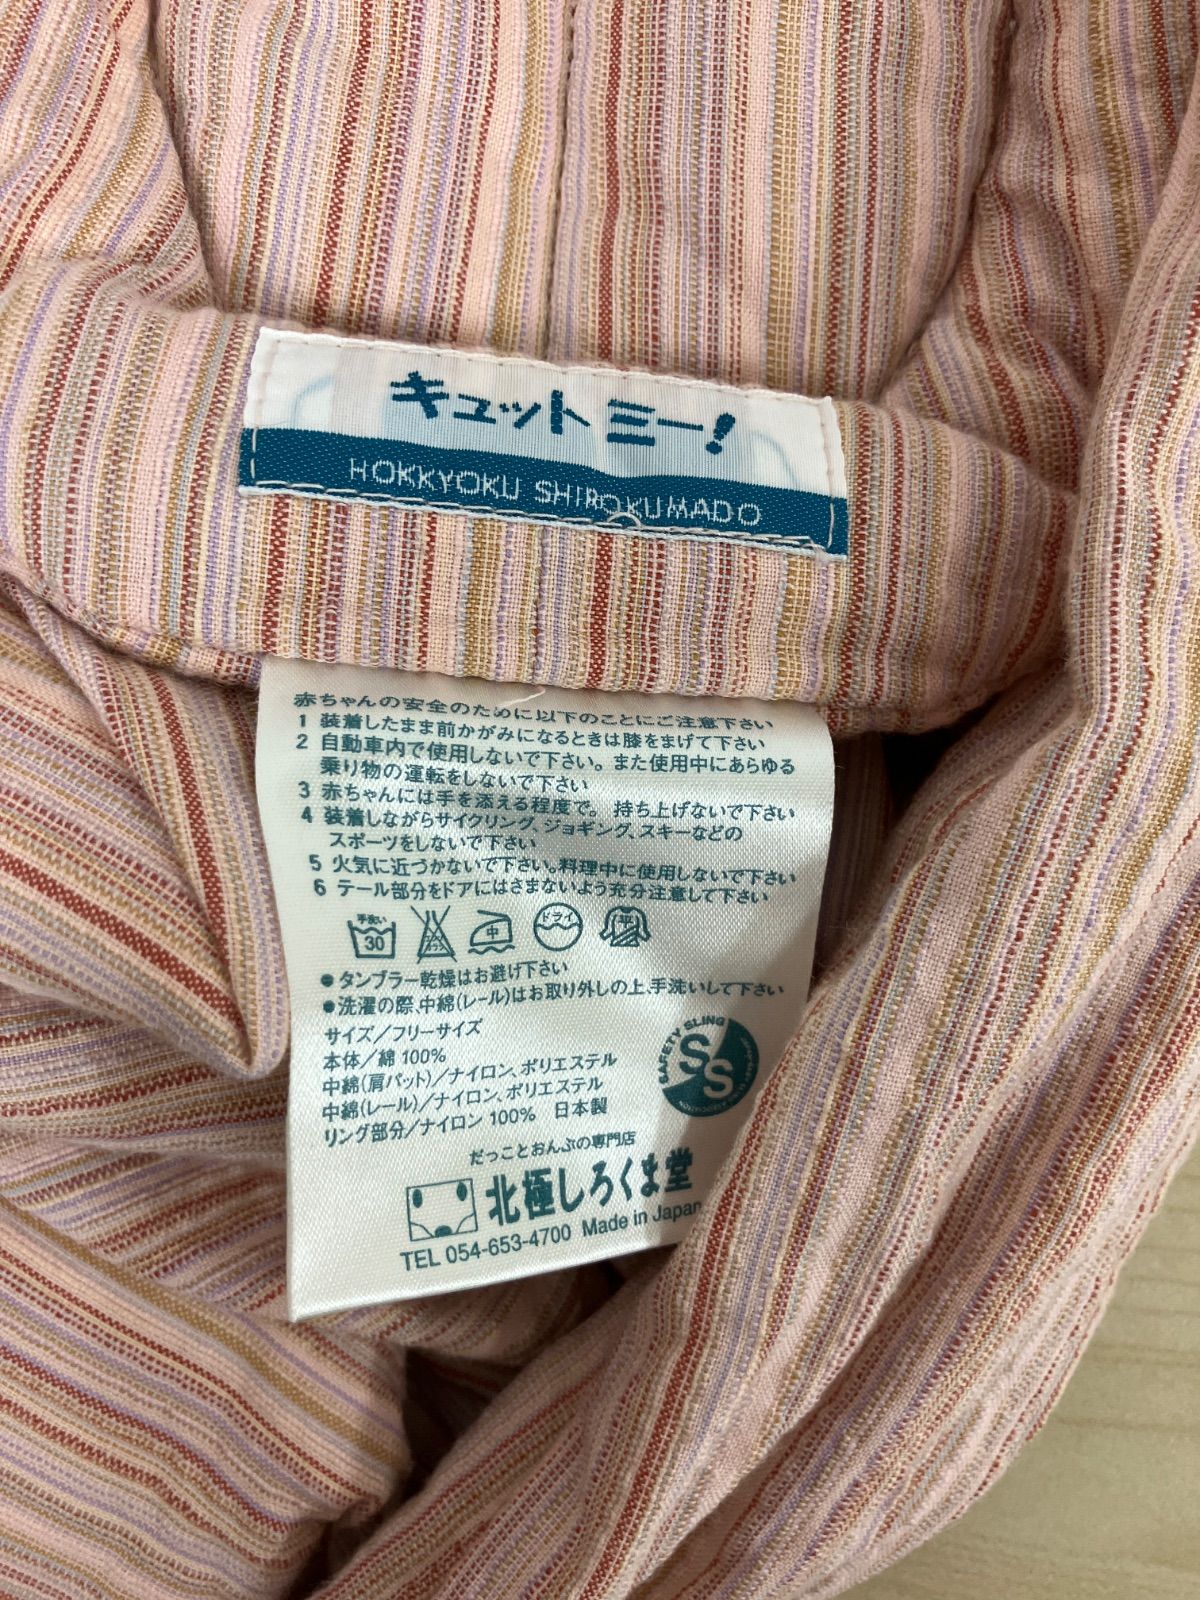 キュット ミー!
HOKKYOKU SHIROKUMADO
赤ちゃんの安全のために以下のことにご注意下さい
1 装着したまま前かがみになるときは膝をまげて下さい
2 自動車内で使用しないで下さい。また使用中にあらゆる
乗り物の運転をしないで下さい
3 赤ちゃんには手を添える程度で。持ち上げないで下さい
4 装着しながらサイクリング、ジョギング、スキーなどの
スポーツをしないで下さい
5 火気に近づかないで下さい。料理中に使用しないで下さい
6 テール部分をドアにはさまないよう充分注意して下さい
手洗い 30 中 ドライ 平
●タンブラー乾燥はお避け下さい
●洗濯の際、中綿(レール)はお取り外しの上、手洗いして下さい
サイズ/フリーサイズ
本体/綿 100%
中綿(肩パット)/ナイロン、ポリエステル
中綿(レール)/ナイロン、ポリエステル
リング部分/ナイロン 100% 日本製
SAFETY SLING
SS
だっことおんぶの専門店
北極しろくま堂
TEL 054-653-4700 Made in Japan